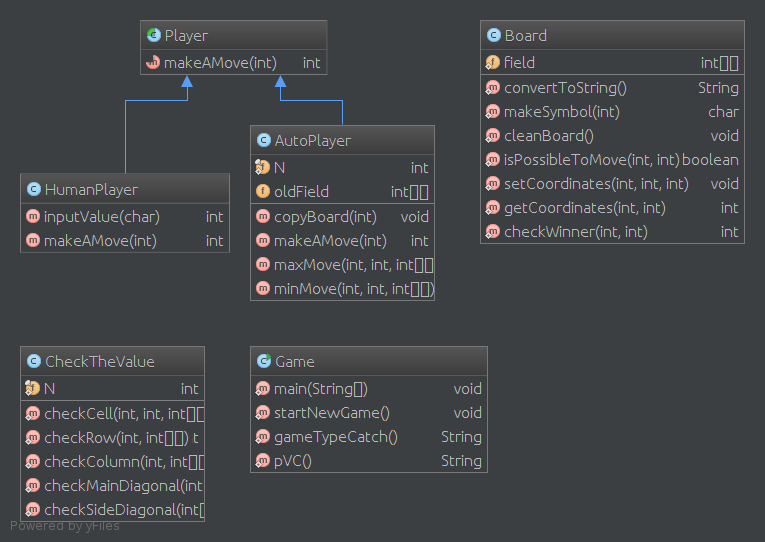 Player
makeAMove(int) int
Board
field int[][]
convertToString() String
makeSymbol(int) char
cleanBoard() void
isPossibleToMove(int, int) boolean
setCoordinates(int, int, int) void
getCoordinates(int, int) int
checkWinner(int, int) int
AutoPlayer
N int
oldField int[][]
copyBoard(int) void
makeAMove(int) int
maxMove(int, int, int[][]
minMove(int, int, int[][])
HumanPlayer
inputValue(char) int
makeAMove(int) int
CheckTheValue
N int
checkCell(int, int, int[][]
checkRow(int, int[][]) t
checkColumn(int, int[][]
checkMainDiagonal(int
checkSideDiagonal(int[
Game
main(String[]) void
startNewGame() void
gameTypeCatch() String
pVC() String
Powered by yFiles